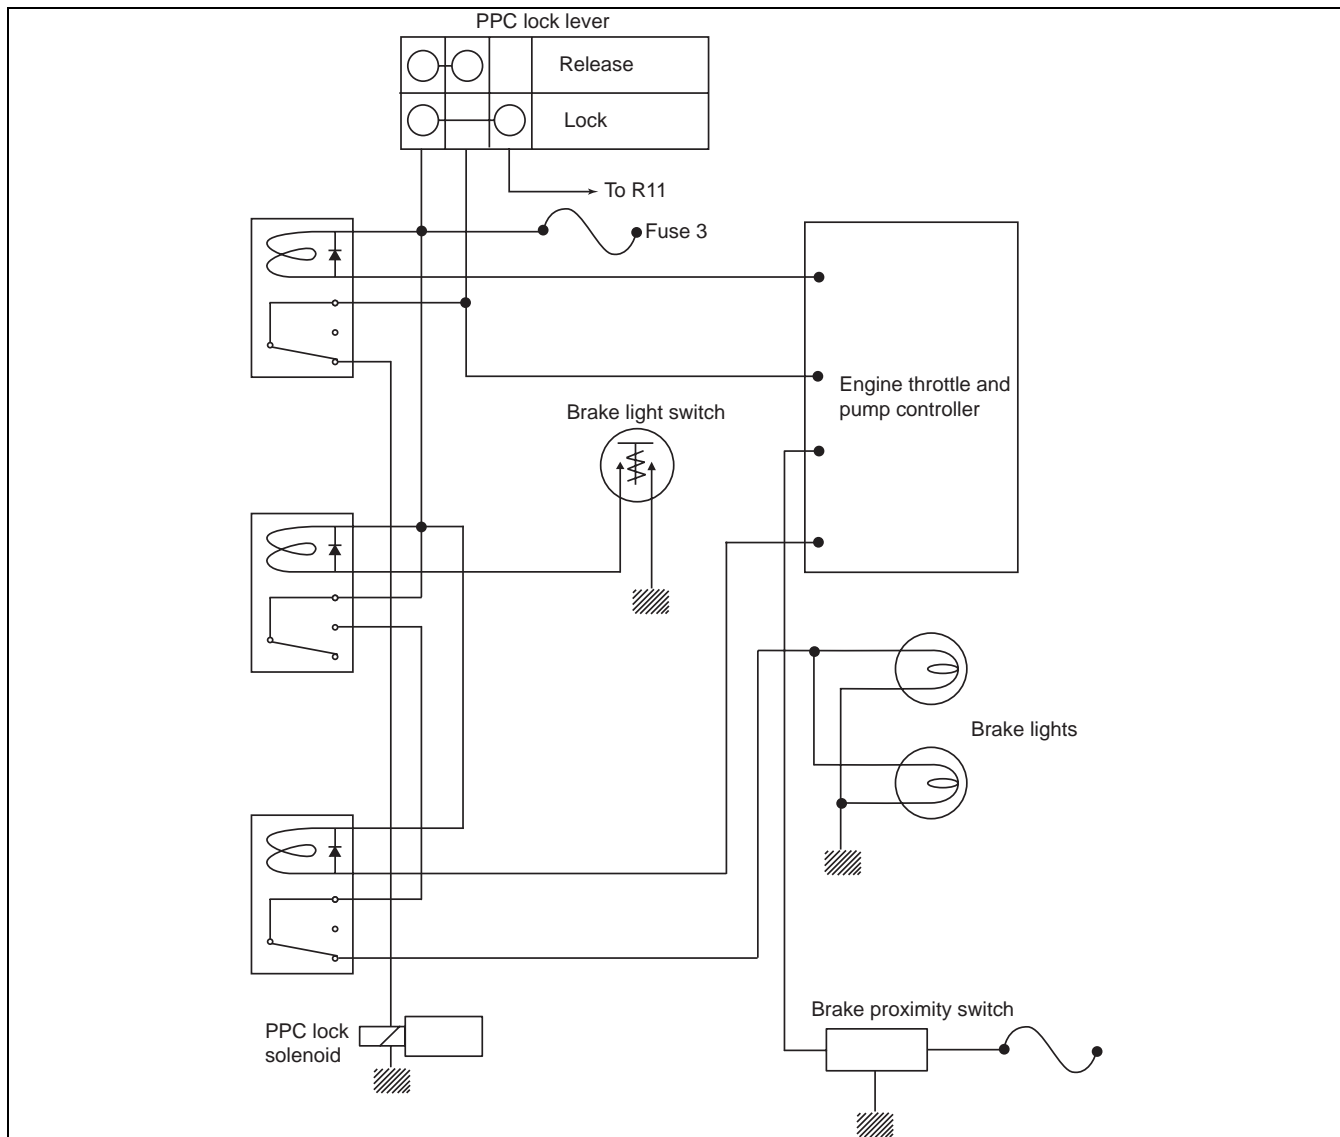 PPC lock lever
Release
Lock
To R11
Fuse 3
Engine throttle and
pump controller
Brake light switch
Brake lights
Brake proximity switch
PPC lock
solenoid